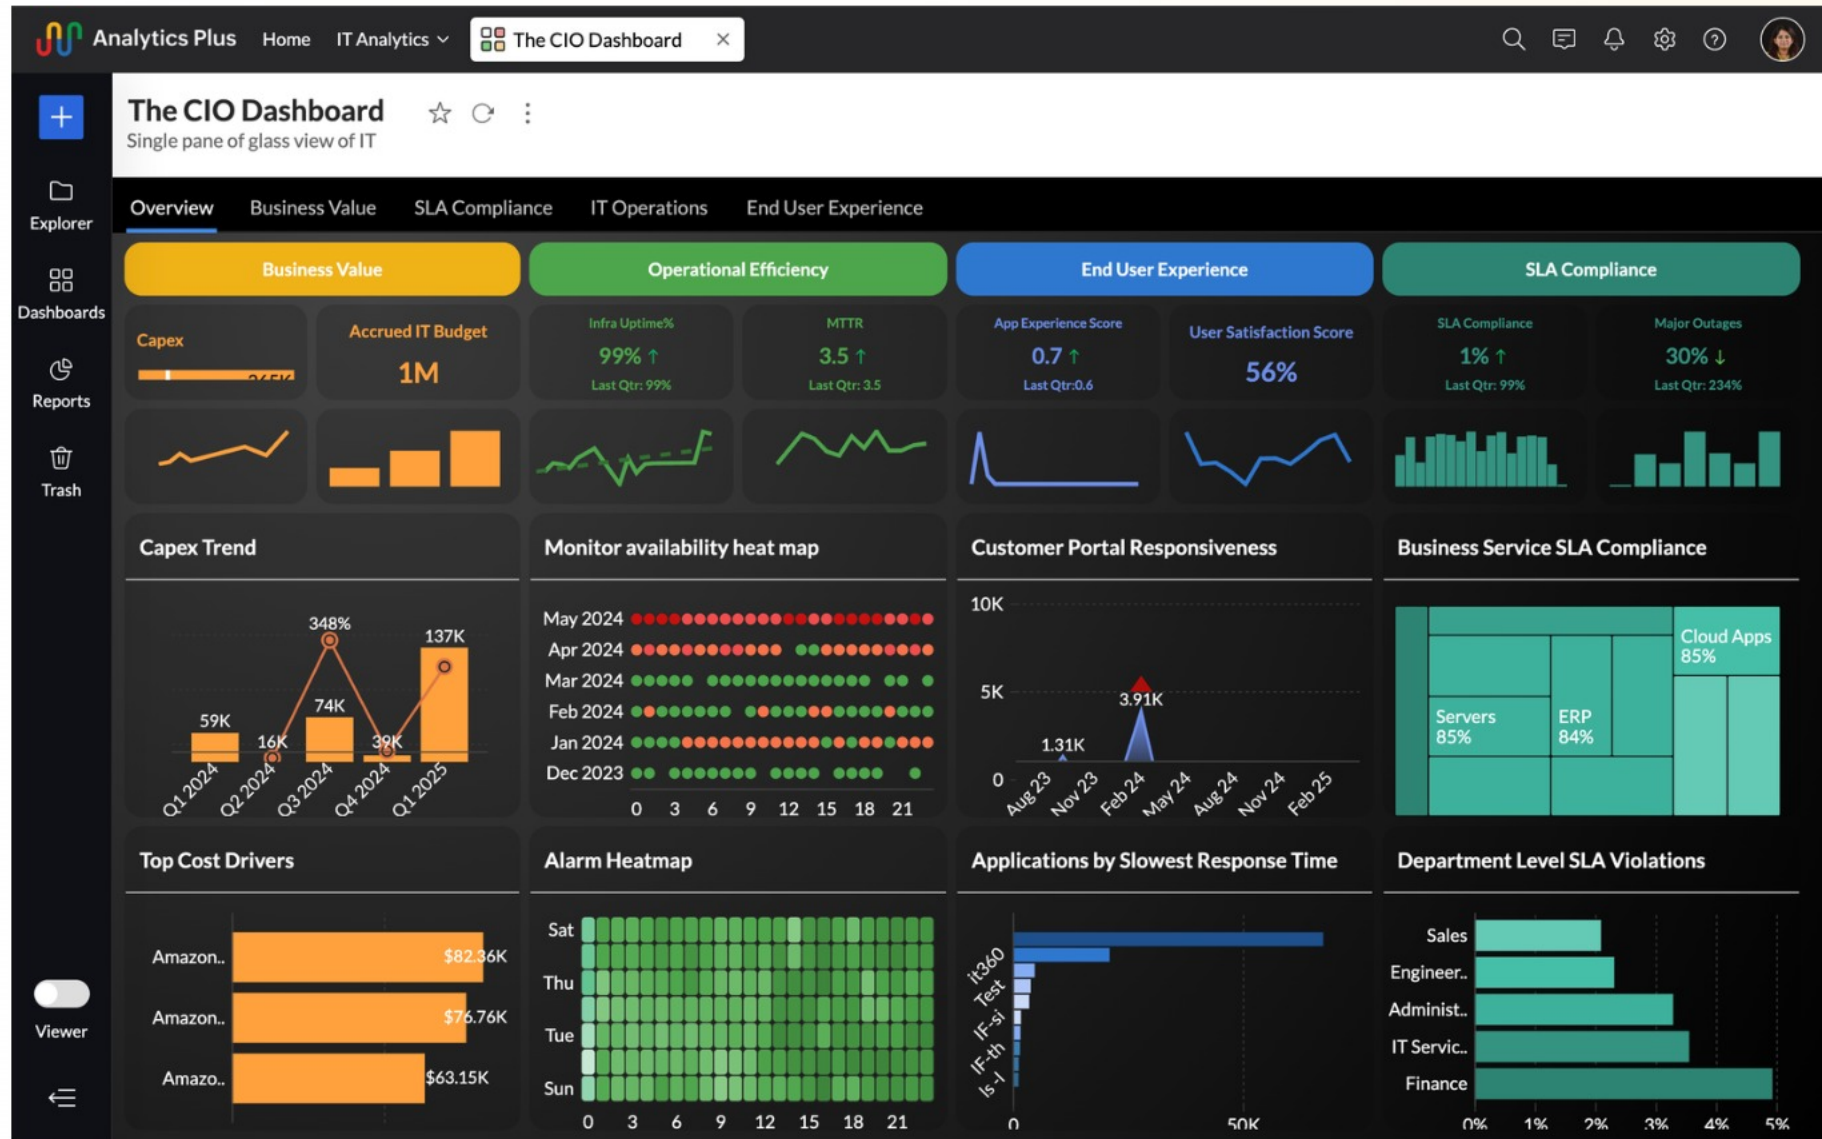 Analytics Plus
Home
IT Analytics
The CIO Dashboard
The CIO Dashboard
Single pane of glass view of IT
Explorer
Dashboards
Reports
Trash
Viewer
Overview
Business Value
SLA Compliance
IT Operations
End User Experience
Business Value
Operational Efficiency
End User Experience
SLA Compliance
Capex
Accrued IT Budget
1M
Infra Uptime%
99% ↑
Last Qtr: 99%
MTTR
3.5 ↑
Last Qtr: 3.5
App Experience Score
0.7 ↑
Last Qtr:0.6
User Satisfaction Score
56%
SLA Compliance
1% ↑
Last Qtr: 99%
Major Outages
30% ↓
Last Qtr: 234%
Capex Trend
348%
137K
59K
74K
16K
39K
Q1 2024
Q2 2024
Q3 2024
Q4 2024
Q1 2025
Monitor availability heat map
May 2024
Apr 2024
Mar 2024
Feb 2024
Jan 2024
Dec 2023
0 3 6 9 12 15 18 21
Customer Portal Responsiveness
10K
5K
3.91K
1.31K
0
Aug 23
Nov 23
Feb 24
May 24
Aug 24
Nov 24
Feb 25
Business Service SLA Compliance
Cloud Apps
85%
Servers
85%
ERP
84%
Top Cost Drivers
Amazon..
$82.36K
Amazon..
$76.76K
Amazo..
$63.15K
Alarm Heatmap
Sat
Thu
Tue
Sun
0 3 6 9 12 15 18 21
Applications by Slowest Response Time
it360
Test
IF-si
IF-th
Is-l
0 50K
Department Level SLA Violations
Sales
Engineer..
Administ..
IT Servic..
Finance
0% 1% 2% 3% 4% 5%